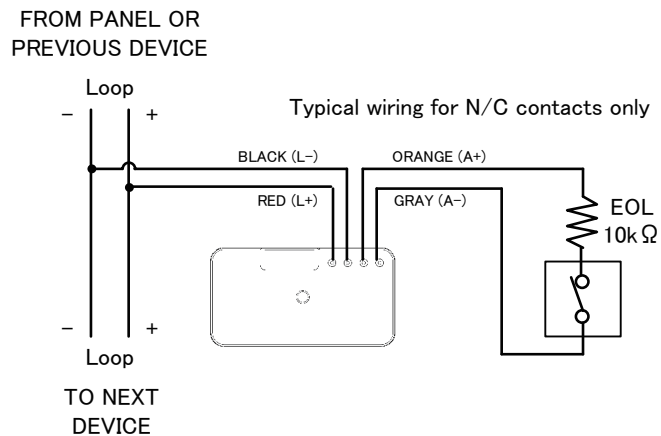 FROM PANEL OR
PREVIOUS DEVICE
Loop
− +
Typical wiring for N/C contacts only
BLACK (L−)
ORANGE (A+)
RED (L+)
GRAY (A−)
EOL
10kΩ
− +
Loop
TO NEXT
DEVICE